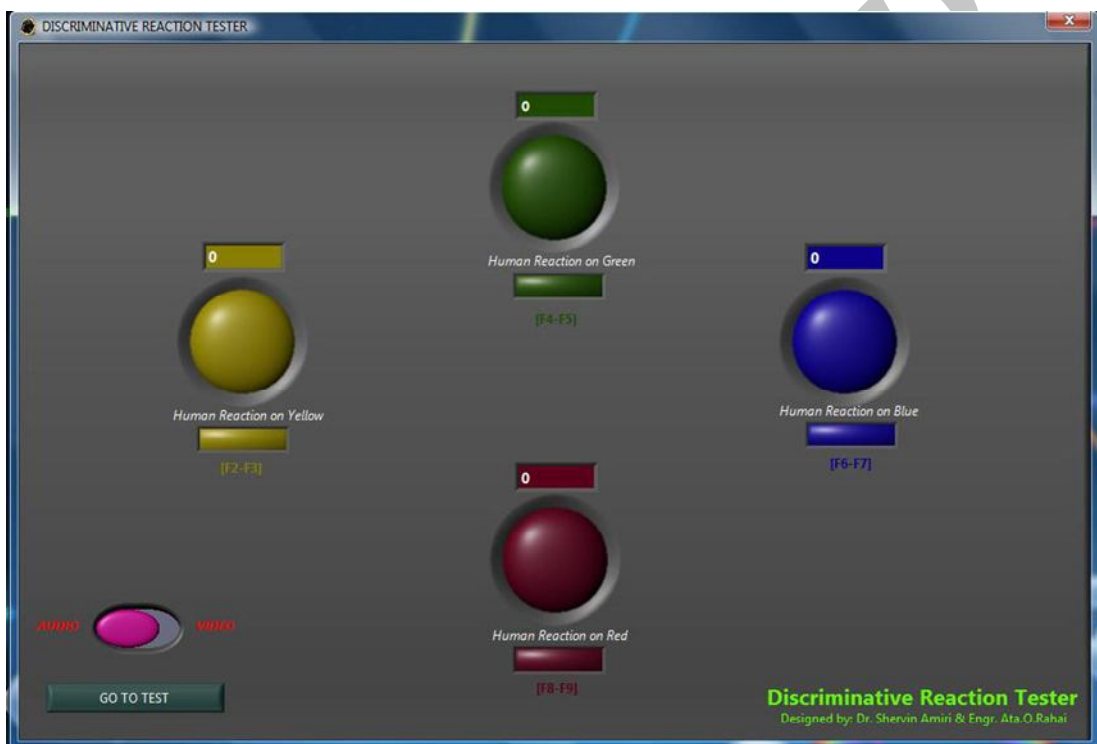 DISCRIMINATIVE REACTION TESTER
0
Human Reaction on Green
[F4-F5]
0
Human Reaction on Yellow
[F2-F3]
0
Human Reaction on Blue
[F6-F7]
0
Human Reaction on Red
[F8-F9]
AUDIO VIDEO
GO TO TEST
Discriminative Reaction Tester
Designed by: Dr. Shervin Amiri & Engr. Ata.O.Rahai